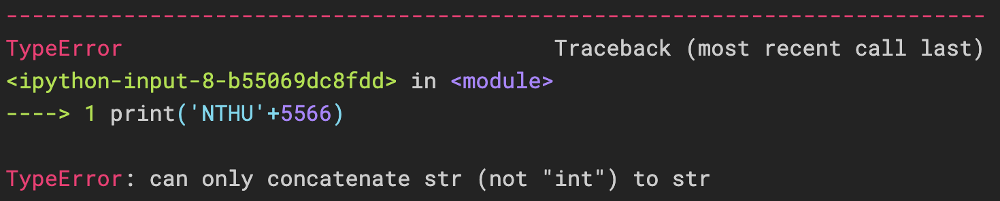 ---------------------------------------------------------------------------
TypeError                                 Traceback (most recent call last)
<ipython-input-8-b55069dc8fdd> in <module>
----> 1 print('NTHU'+5566)
TypeError: can only concatenate str (not "int") to str